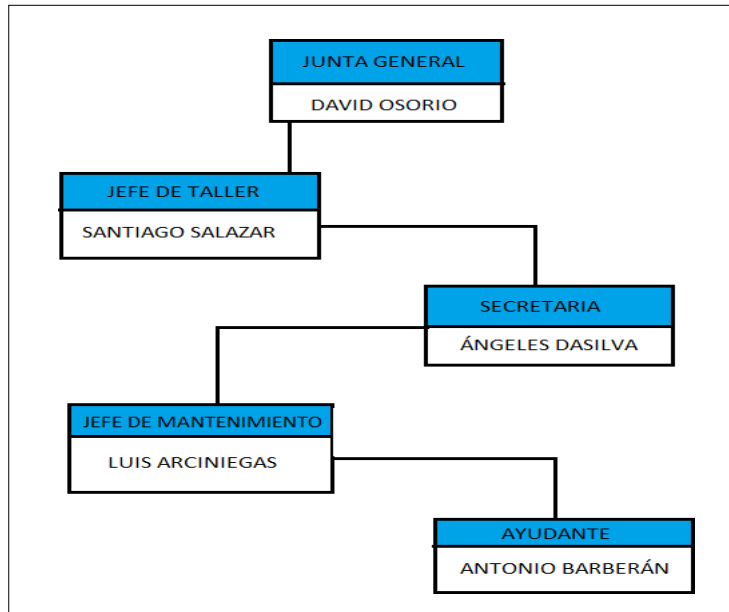 JUNTA GENERAL
DAVID OSORIO
JEFE DE TALLER
SANTIAGO SALAZAR
SECRETARIA
ÁNGELES DASILVA
JEFE DE MANTENIMIENTO
LUIS ARCINIEGAS
AYUDANTE
ANTONIO BARBERÁN